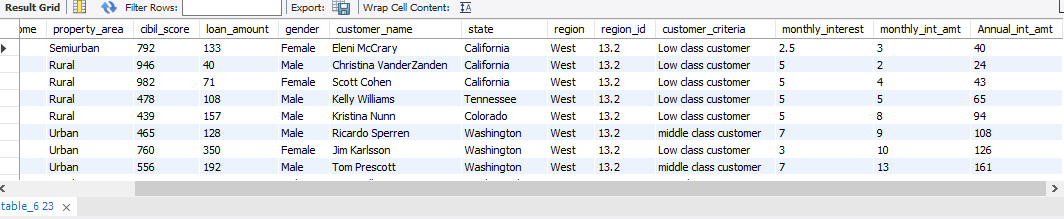 Result Grid Filter Rows: Export: Wrap Cell Content:
ome property_area cibil_score loan_amount gender customer_name state region region_id customer_criteria monthly_interest monthly_int_amt Annual_int_amt
Semiurban 792 133 Female Eleni McCrary California West 13.2 Low class customer 2.5 3 40
Rural 946 40 Male Christina VanderZanden California West 13.2 Low class customer 5 2 24
Rural 982 71 Female Scott Cohen California West 13.2 Low class customer 5 4 43
Rural 478 108 Male Kelly Williams Tennessee West 13.2 Low class customer 5 5 65
Rural 439 157 Male Kristina Nunn Colorado West 13.2 Low class customer 5 8 94
Urban 465 128 Male Ricardo Sperren Washington West 13.2 middle class customer 7 9 108
Urban 760 350 Female Jim Karlsson Washington West 13.2 Low class customer 3 10 126
Urban 556 192 Male Tom Prescott Washington West 13.2 middle class customer 7 13 161
table_6 23